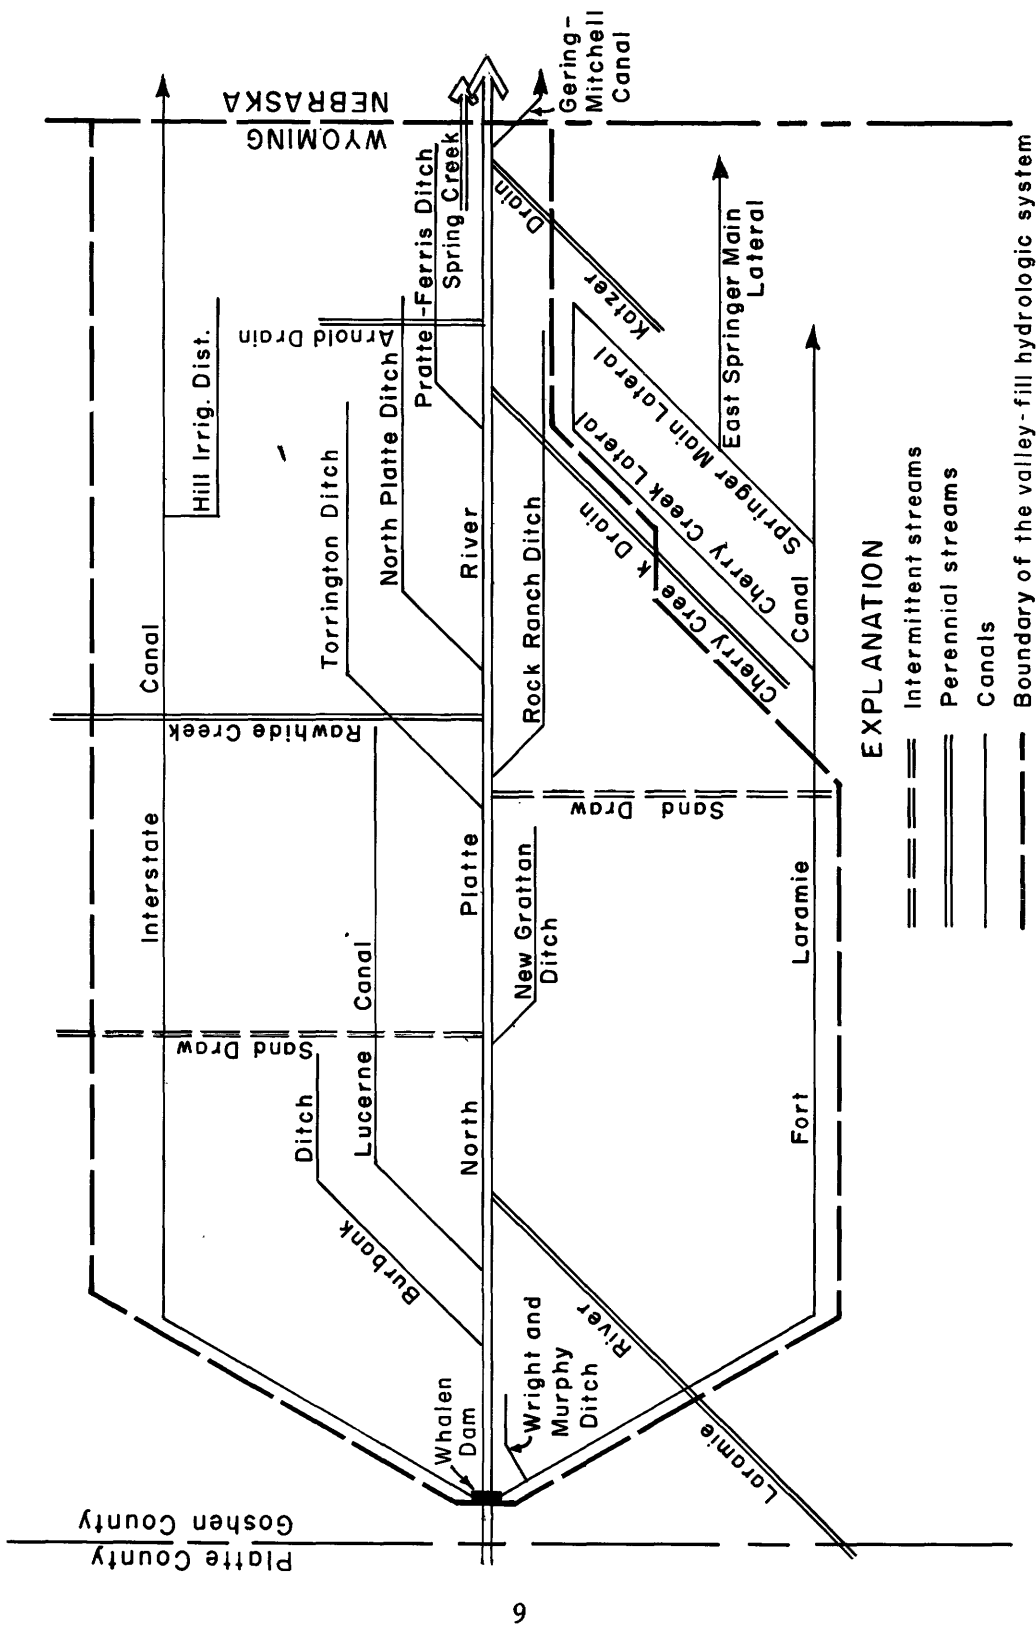 Platte County
Goshen County
Whalen
Dam
Wright and
Murphy
Ditch
Laramie
River
Burbank
Ditch
Lucerne
Canal
Sand Draw
North
Platte
River
New Grattan
Ditch
Interstate
Canal
Fort
Laramie
Canal
Sand
Draw
Rawhide Creek
Torrington Ditch
Rock Ranch Ditch
North Platte Ditch
Hill Irrig. Dist.
Arnold Drain
Pratte-Ferris Ditch
Spring Creek
Cherry Creek Drain
Cherry Creek Lateral
Springer Main Lateral
East Springer Main
Lateral
Katzer
Drain
WYOMING
NEBRASKA
Gering-
Mitchell
Canal
EXPLANATION
Intermittent streams
Perennial streams
Canals
Boundary of the valley-fill hydrologic system
9